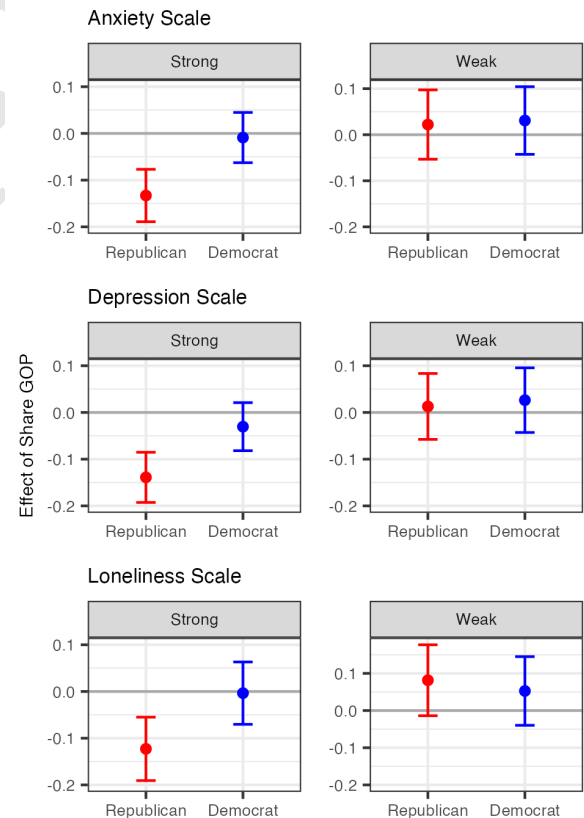 Anxiety Scale
Strong
Weak
0.1
0.0
-0.1
-0.2
0.1
0.0
-0.1
-0.2
Republican
Democrat
Republican
Democrat
Depression Scale
Strong
Weak
Effect of Share GOP
0.1
0.0
-0.1
-0.2
0.1
0.0
-0.1
-0.2
Republican
Democrat
Republican
Democrat
Loneliness Scale
Strong
Weak
0.1
0.0
-0.1
-0.2
0.1
0.0
-0.1
-0.2
Republican
Democrat
Republican
Democrat